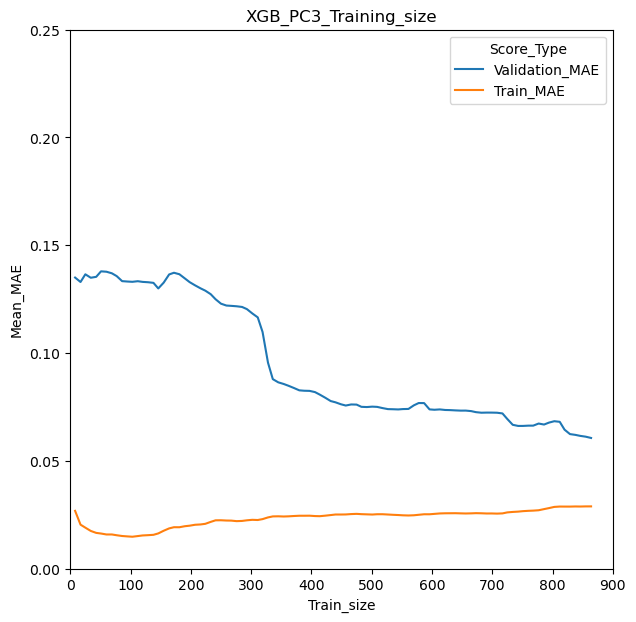 XGB_PC3_Training_size
Score_Type
Validation_MAE
Train_MAE
Mean_MAE
0.25
0.20
0.15
0.10
0.05
0.00
0 100 200 300 400 500 600 700 800 900
Train_size